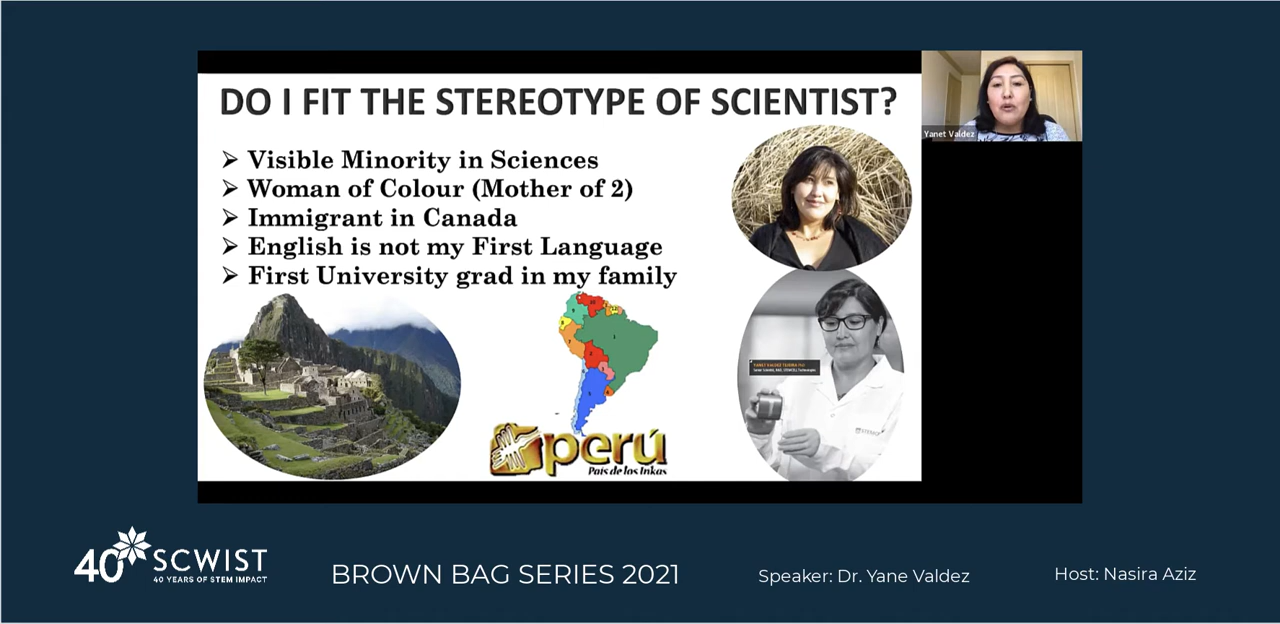 DO I FIT THE STEREOTYPE OF SCIENTIST?
Yanet Valdez
➢ Visible Minority in Sciences
➢ Woman of Colour (Mother of 2)
➢ Immigrant in Canada
➢ English is not my First Language
➢ First University grad in my family
perú
País de los Inkas
40 SCWIST
40 YEARS OF STEM IMPACT
BROWN BAG SERIES 2021
Speaker: Dr. Yane Valdez
Host: Nasira Aziz